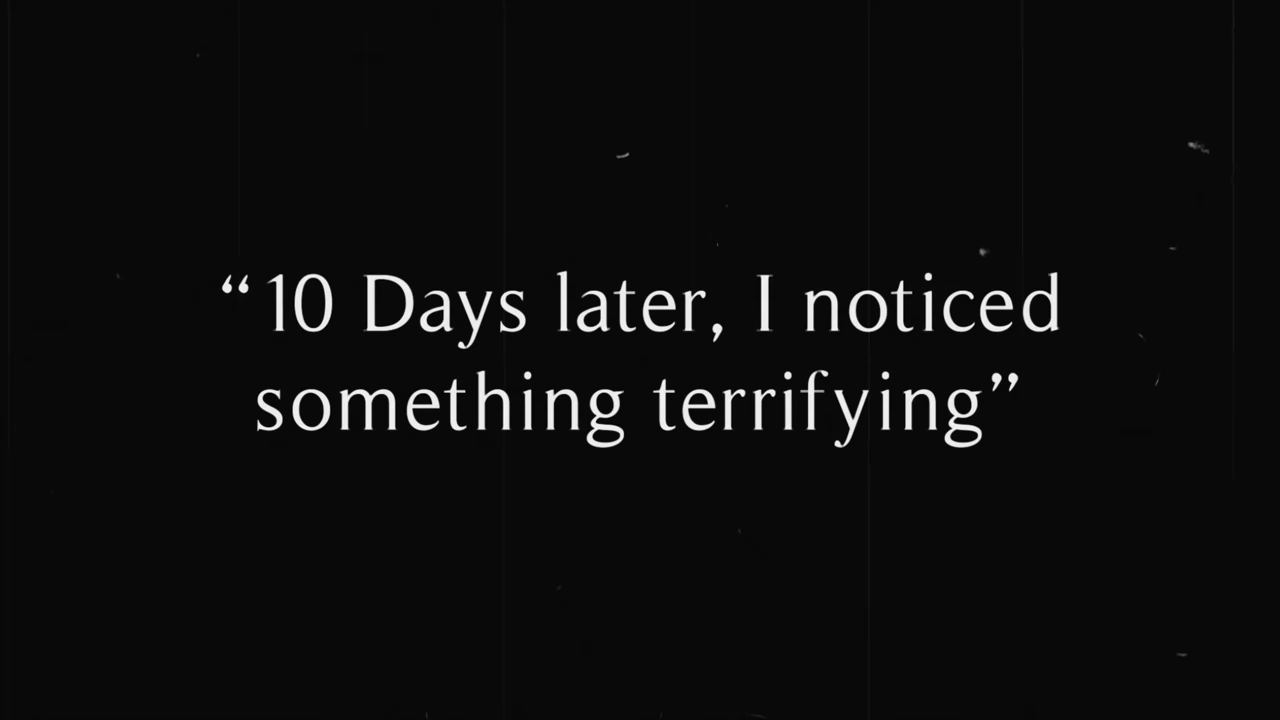 “10 Days later, I noticed
something terrifying”